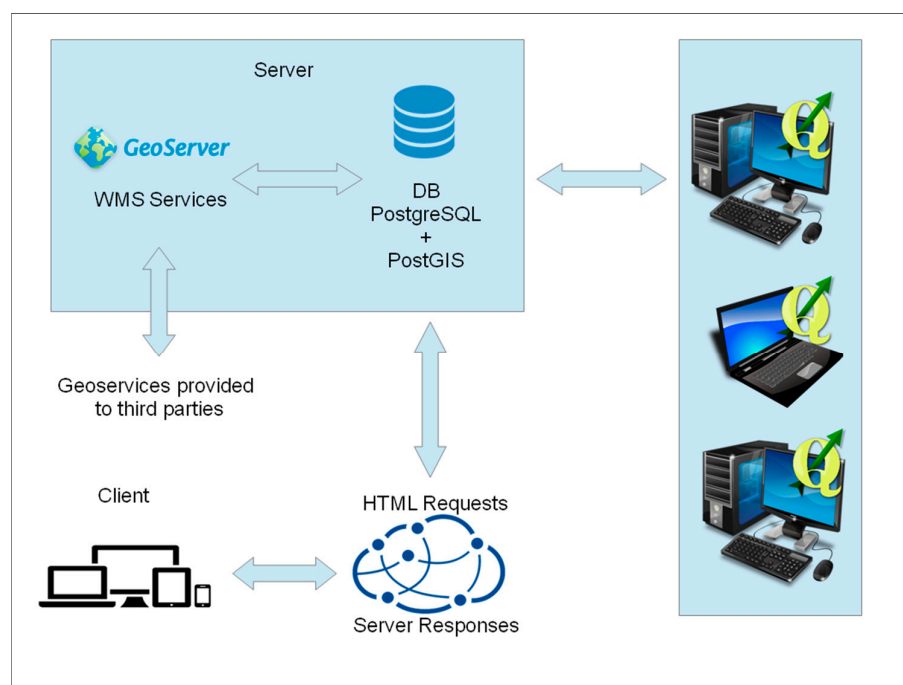 Server
GeoServer
WMS Services
DB
PostgreSQL
+
PostGIS
Q
Q
Q
Geoservices provided
to third parties
Client
HTML Requests
Server Responses